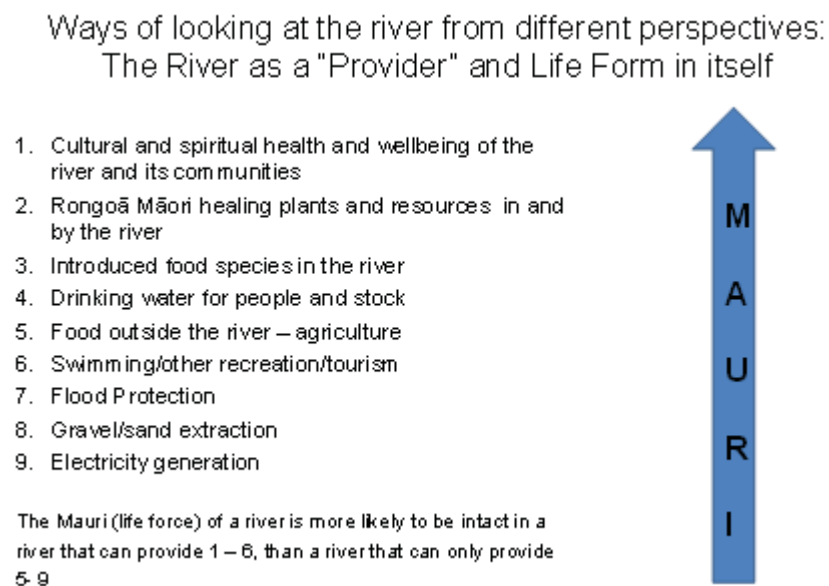 Ways of looking at the river from different perspectives:
The River as a "Provider" and Life Form in itself
1. Cultural and spiritual health and wellbeing of the
river and its communities
2. Rongoā Māori healing plants and resources in and
by the river
3. Introduced food species in the river
4. Drinking water for people and stock
5. Food outside the river – agriculture
6. Swimming/other recreation/tourism
7. Flood Protection
8. Gravel/sand extraction
9. Electricity generation
The Mauri (life force) of a river is more likely to be intact in a
river that can provide 1 – 6, than a river that can only provide
5- 9
M
A
U
R
I